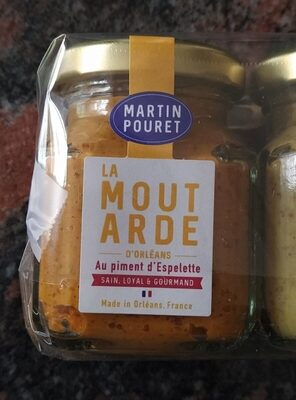 MARTIN
POURET
LA
MOUT
ARDE
D'ORLÉANS
Au piment d'Espelette
SAIN, LOYAL & GOURMAND
Made in Orléans, France